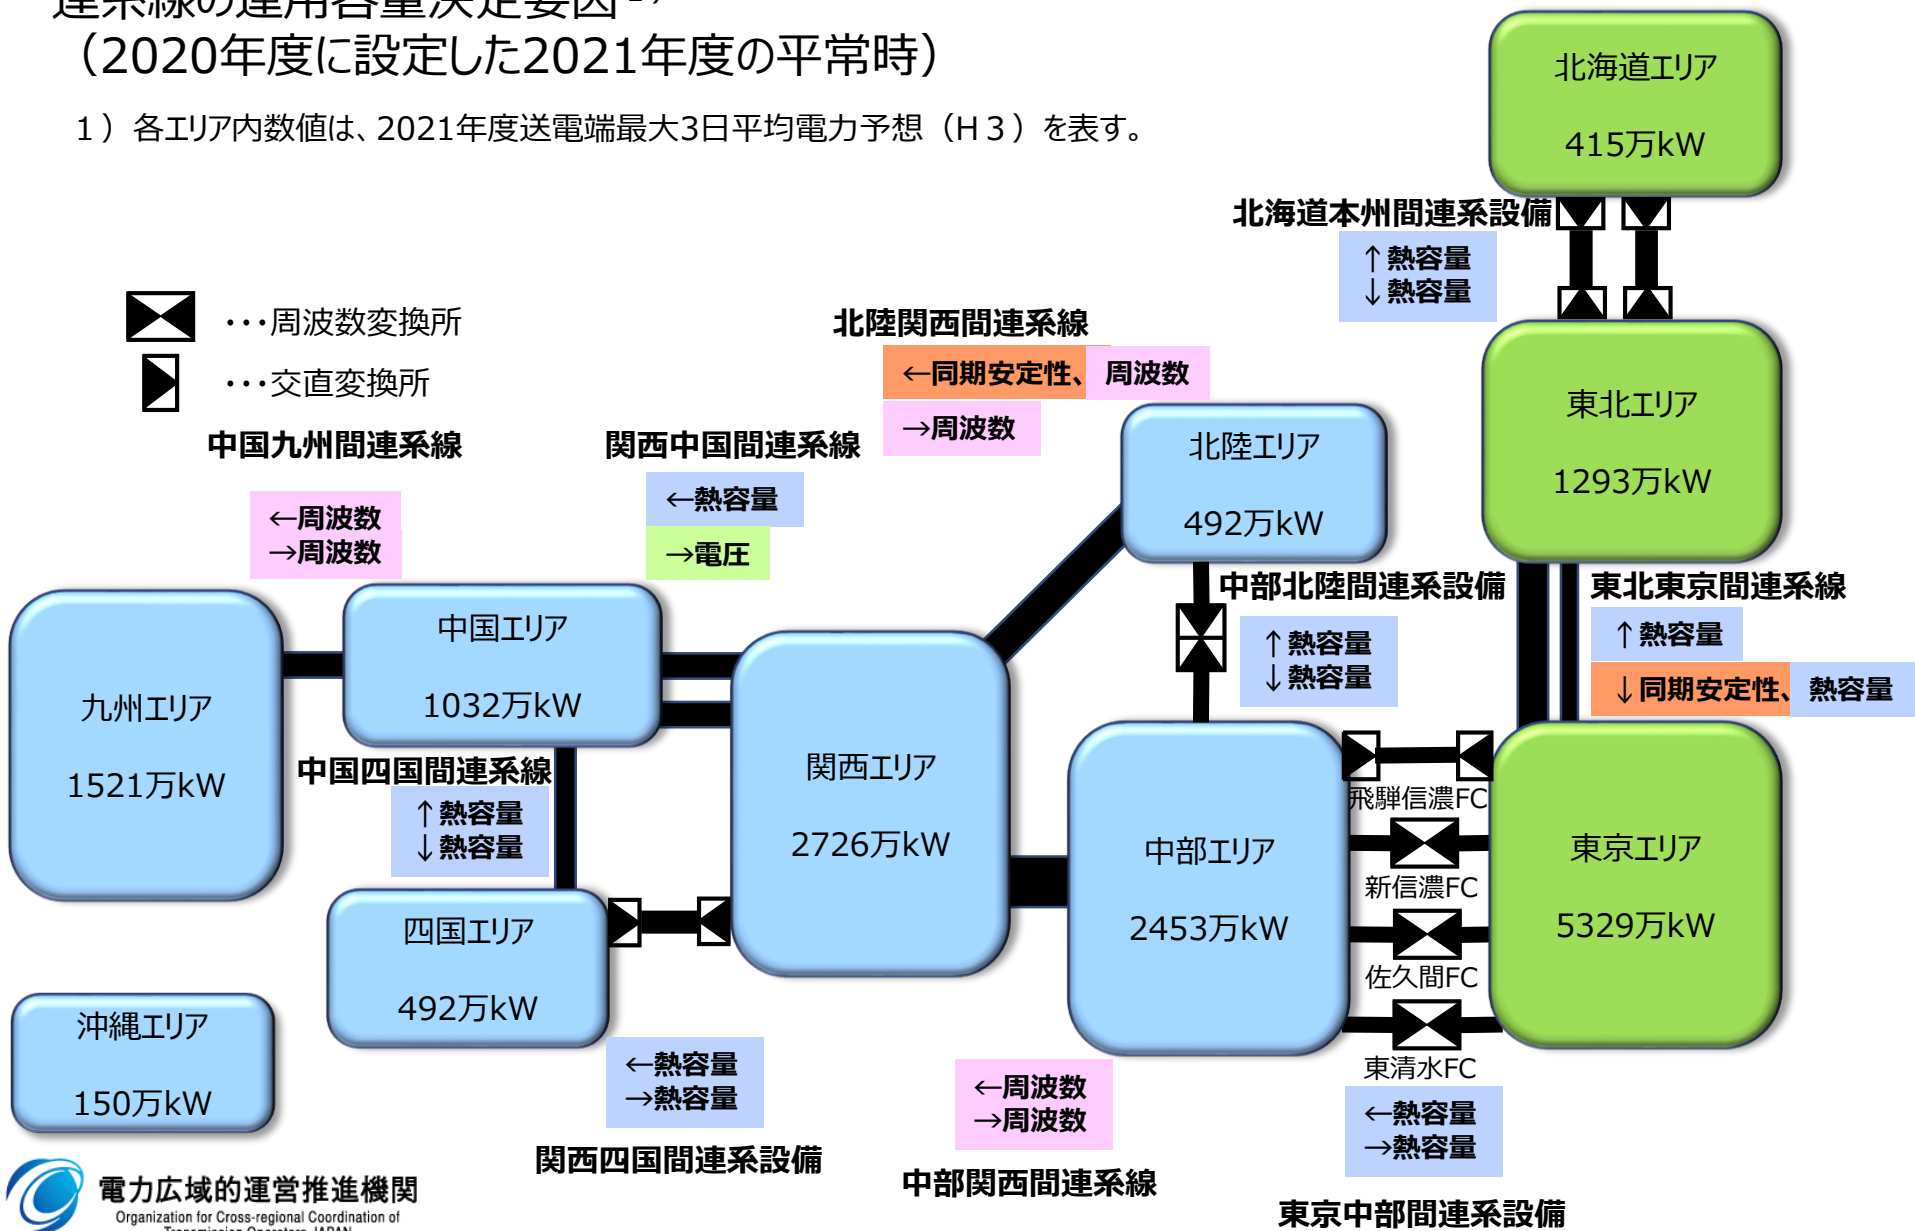 連系線の運用容量決定要因 1)
（2020年度に設定した2021年度の平常時）
1）各エリア内数値は、2021年度送電端最大3日平均電力予想（H３）を表す。
北海道エリア
415万kW
北海道本州間連系設備
↑熱容量
↓熱容量
…周波数変換所
…交直変換所
北陸関西間連系線
←同期安定性、周波数
→周波数
中国九州間連系線
←周波数
→周波数
関西中国間連系線
←熱容量
→電圧
北陸エリア
492万kW
東北エリア
1293万kW
中部北陸間連系設備
↑熱容量
↓熱容量
東北東京間連系線
↑熱容量
↓同期安定性、熱容量
九州エリア
1521万kW
中国エリア
1032万kW
中国四国間連系線
↑熱容量
↓熱容量
関西エリア
2726万kW
中部エリア
2453万kW
飛騨信濃FC
新信濃FC
佐久間FC
東清水FC
東京エリア
5329万kW
四国エリア
492万kW
沖縄エリア
150万kW
←熱容量
→熱容量
関西四国間連系設備
←周波数
→周波数
中部関西間連系線
←熱容量
→熱容量
東京中部間連系設備
電力広域的運営推進機関
Organization for Cross-regional Coordination of
Transmission Operators, JAPAN